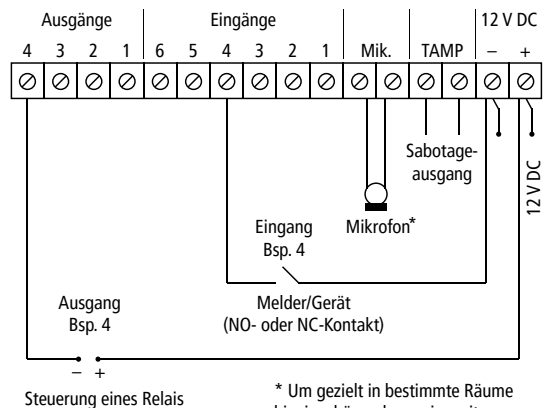 Ausgänge Eingänge 12 V DC
4 3 2 1 6 5 4 3 2 1 Mik. TAMP – +
Sabotage-
ausgang
12 V DC
Mikrofon*
Eingang
Bsp. 4
Melder/Gerät
(NO- oder NC-Kontakt)
Ausgang
Bsp. 4
– +
Steuerung eines Relais
* Um gezielt in bestimmte Räume